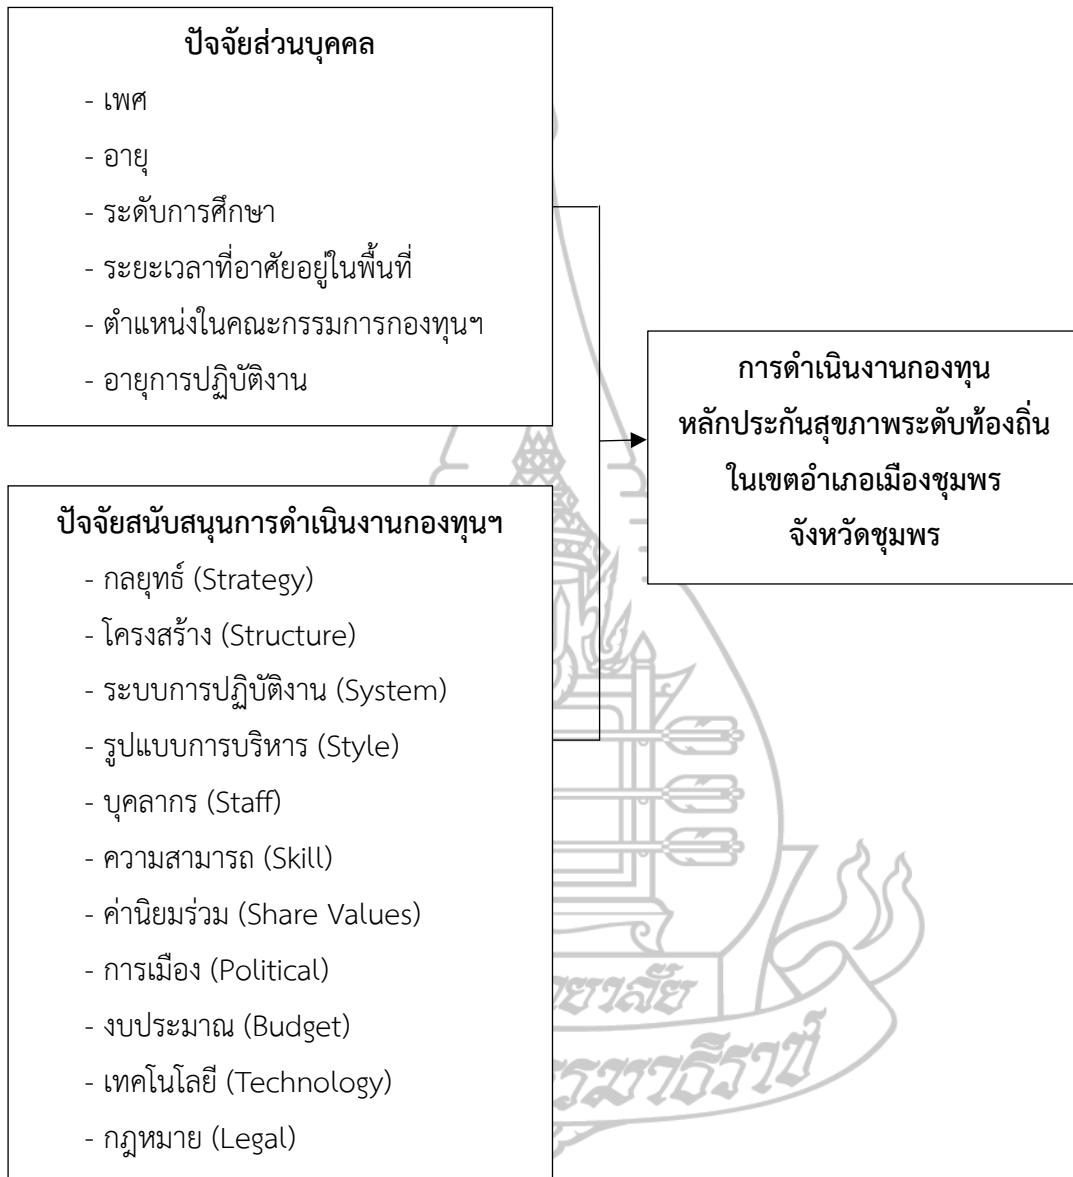 ปัจจัยส่วนบุคคล
- เพศ
- อายุ
- ระดับการศึกษา
- ระยะเวลาที่อาศัยอยู่ในพื้นที่
- ตำแหน่งในคณะกรรมการกองทุนฯ
- อายุการปฏิบัติงาน
การดำเนินงานกองทุน
หลักประกันสุขภาพระดับท้องถิ่น
ในเขตอำเภอเมืองชุมพร
จังหวัดชุมพร
ปัจจัยสนับสนุนการดำเนินงานกองทุนฯ
- กลยุทธ์ (Strategy)
- โครงสร้าง (Structure)
- ระบบการปฏิบัติงาน (System)
- รูปแบบการบริหาร (Style)
- บุคลากร (Staff)
- ความสามารถ (Skill)
- ค่านิยมร่วม (Share Values)
- การเมือง (Political)
- งบประมาณ (Budget)
- เทคโนโลยี (Technology)
- กฎหมาย (Legal)